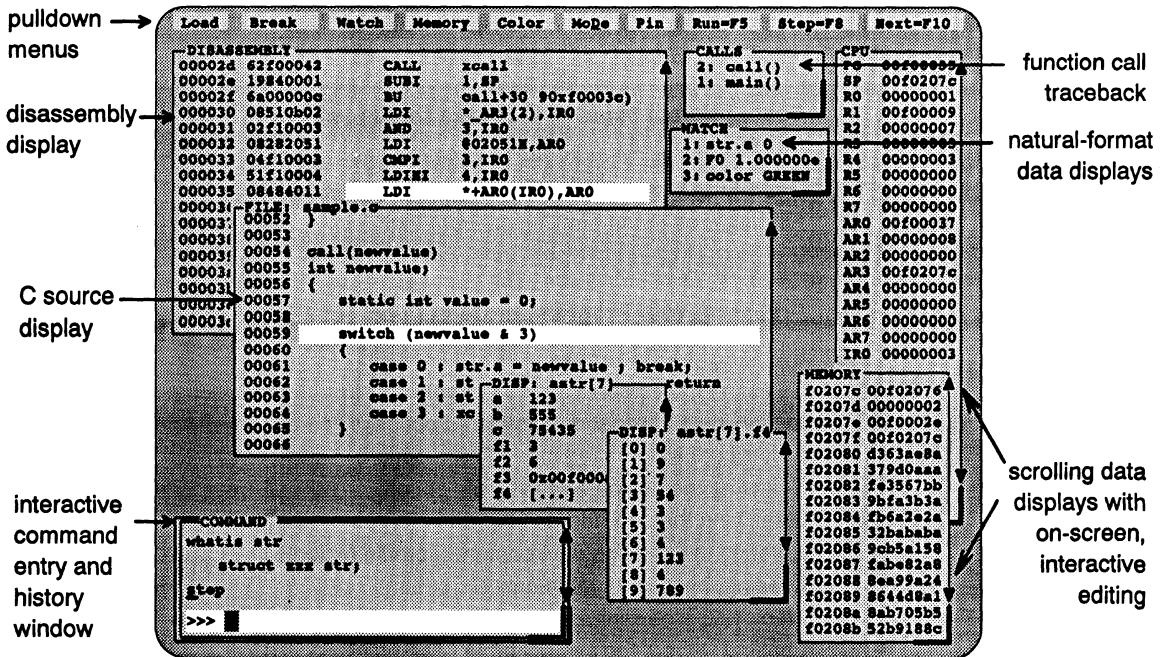 pulldown menus
Load Break Watch Memory Color MoDe Pin Run=F5 Step=F8 Next=F10
disassembly display
DISASSEMBLY
00002d 62f00042 CALL xcall
00002e 19840001 SUBI 1,SP
00002f 6a00000c BU call+30 90xf0003c)
000030 08510b02 LDI *_AR3(2),IR0
000031 02f10003 AND 3,IR0
000032 08282051 LDI @02051H,AR0
000033 04f10003 CMPI 3,IR0
000034 51f10004 LDIHI 4,IR0
000035 08484011 LDI *+AR0(IR0),AR0
CALLS
2: call()
1: main()
function call traceback
WATCH
1: str.a 0
2: F0 1.000000e
3: color GREEN
natural-format data displays
CPU
SP 00f0207c
R0 00000001
R1 00f00009
R2 00000007
R4 00000003
R5 00000000
R6 00000000
R7 00000000
AR0 00f00037
AR1 00000008
AR2 00000000
AR3 00f0207c
AR4 00000000
AR5 00000000
AR6 00000000
AR7 00000000
IR0 00000003
C source display
FILE: sample.c
00052 }
00053
00054 call(newvalue)
00055 int newvalue;
00056 {
00057 static int value = 0;
00058
00059 switch (newvalue & 3)
00060 {
00061 case 0 : str.a = newvalue ; break;
00062 case 1 : st return
00063 case 2 : st
00064 case 3 : xc
00065 }
00066
DISP: astr[7]
a 123
b 555
c 75435
f1 3
f2 6
f3 0x00f000
f4 [...]
DISP: astr[7].f4
[0] 0
[1] 9
[2] 7
[3] 54
[4] 3
[5] 3
[6] 4
[7] 123
[8] 4
[9] 789
MEMORY
f0207c 00f02076
f0207d 00000002
f0207e 00f0002e
f0207f 00f0207c
f02080 d363ae8a
f02081 379d0aaa
f02082 fe3567bb
f02083 9bfa3b3a
f02084 fb6a2e2a
f02085 32bababa
f02086 9cb5a158
f02087 fabe82a8
f02088 8ea99a24
f02089 8644d8a1
f0208a 8ab705b5
f0208b 52b9188c
scrolling data displays with on-screen, interactive editing
interactive command entry and history window
COMMAND
whatis str
struct xxx str;
step
>>>